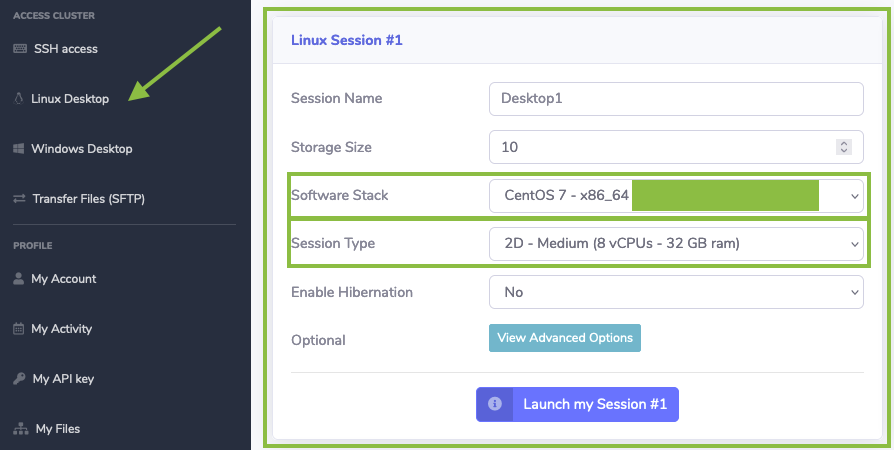 ACCESS CLUSTER
SSH access
Linux Desktop
Windows Desktop
Transfer Files (SFTP)
PROFILE
My Account
My Activity
My API key
My Files
Linux Session #1
Session Name
Desktop1
Storage Size
10
Software Stack
CentOS 7 - x86_64
Session Type
2D - Medium (8 vCPUs - 32 GB ram)
Enable Hibernation
No
Optional
View Advanced Options
Launch my Session #1